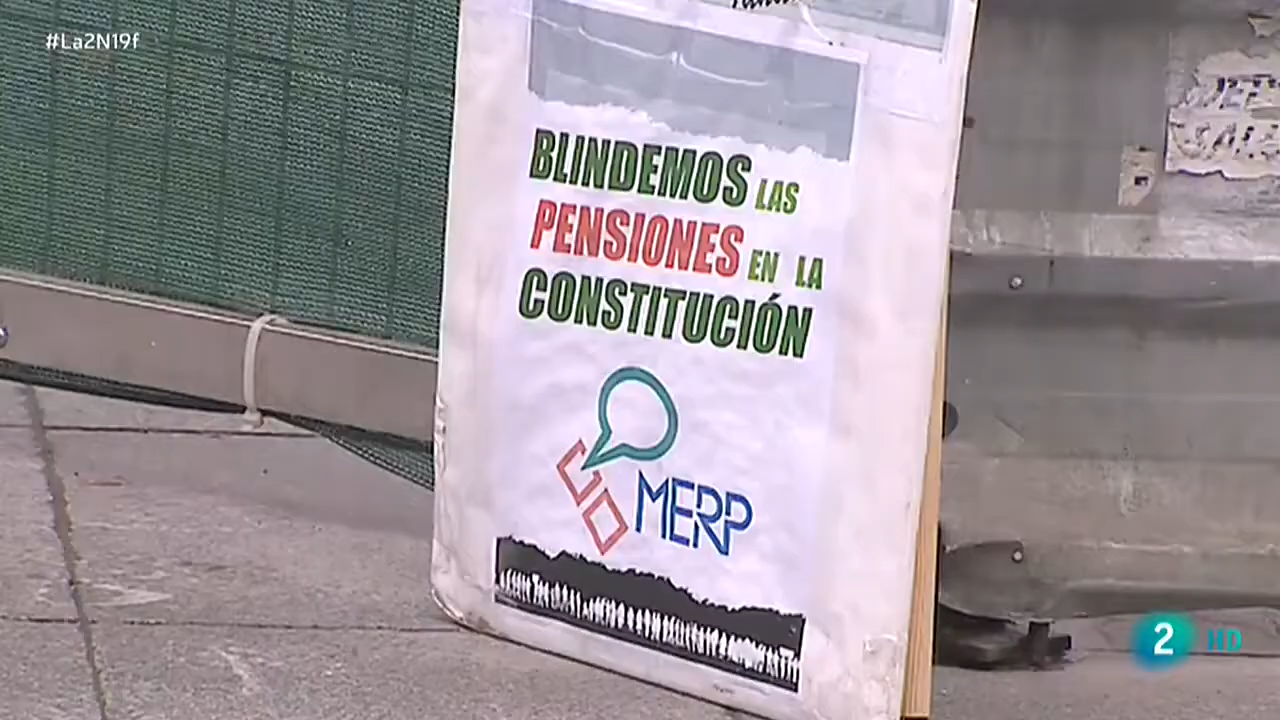 #La2N19f
BLINDEMOS LAS
PENSIONES EN LA
CONSTITUCIÓN
MERP
2 HD